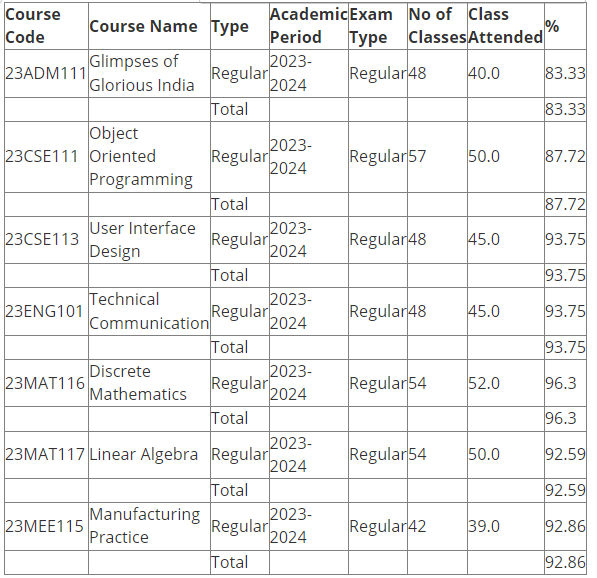 Course Code Course Name Type Academic Period Exam Type No of Classes Class Attended %
23ADM111 Glimpses of Glorious India Regular 2023-2024 Regular 48 40.0 83.33
Total 83.33
23CSE111 Object Oriented Programming Regular 2023-2024 Regular 57 50.0 87.72
Total 87.72
23CSE113 User Interface Design Regular 2023-2024 Regular 48 45.0 93.75
Total 93.75
23ENG101 Technical Communication Regular 2023-2024 Regular 48 45.0 93.75
Total 93.75
23MAT116 Discrete Mathematics Regular 2023-2024 Regular 54 52.0 96.3
Total 96.3
23MAT117 Linear Algebra Regular 2023-2024 Regular 54 50.0 92.59
Total 92.59
23MEE115 Manufacturing Practice Regular 2023-2024 Regular 42 39.0 92.86
Total 92.86